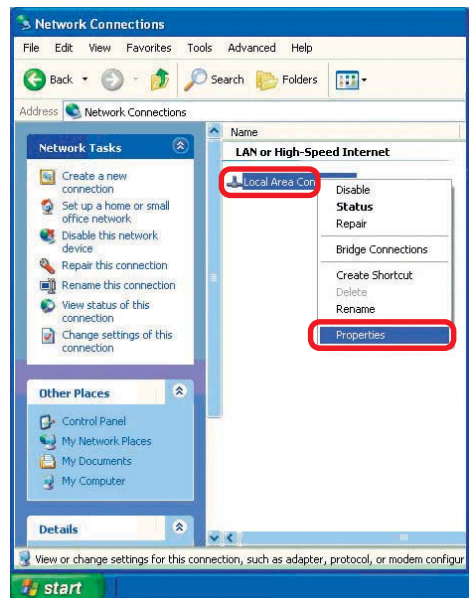 Network Connections
File Edit View Favorites Tools Advanced Help
Back Search Folders
Address Network Connections
Network Tasks
Create a new
connection
Set up a home or small
office network
Disable this network
device
Repair this connection
Rename this connection
View status of this
connection
Change settings of this
connection
Other Places
Control Panel
My Network Places
My Documents
My Computer
Details
Name
LAN or High-Speed Internet
Local Area Con
Disable
Status
Repair
Bridge Connections
Create Shortcut
Delete
Rename
Properties
View or change settings for this connection, such as adapter, protocol, or modem configur
start